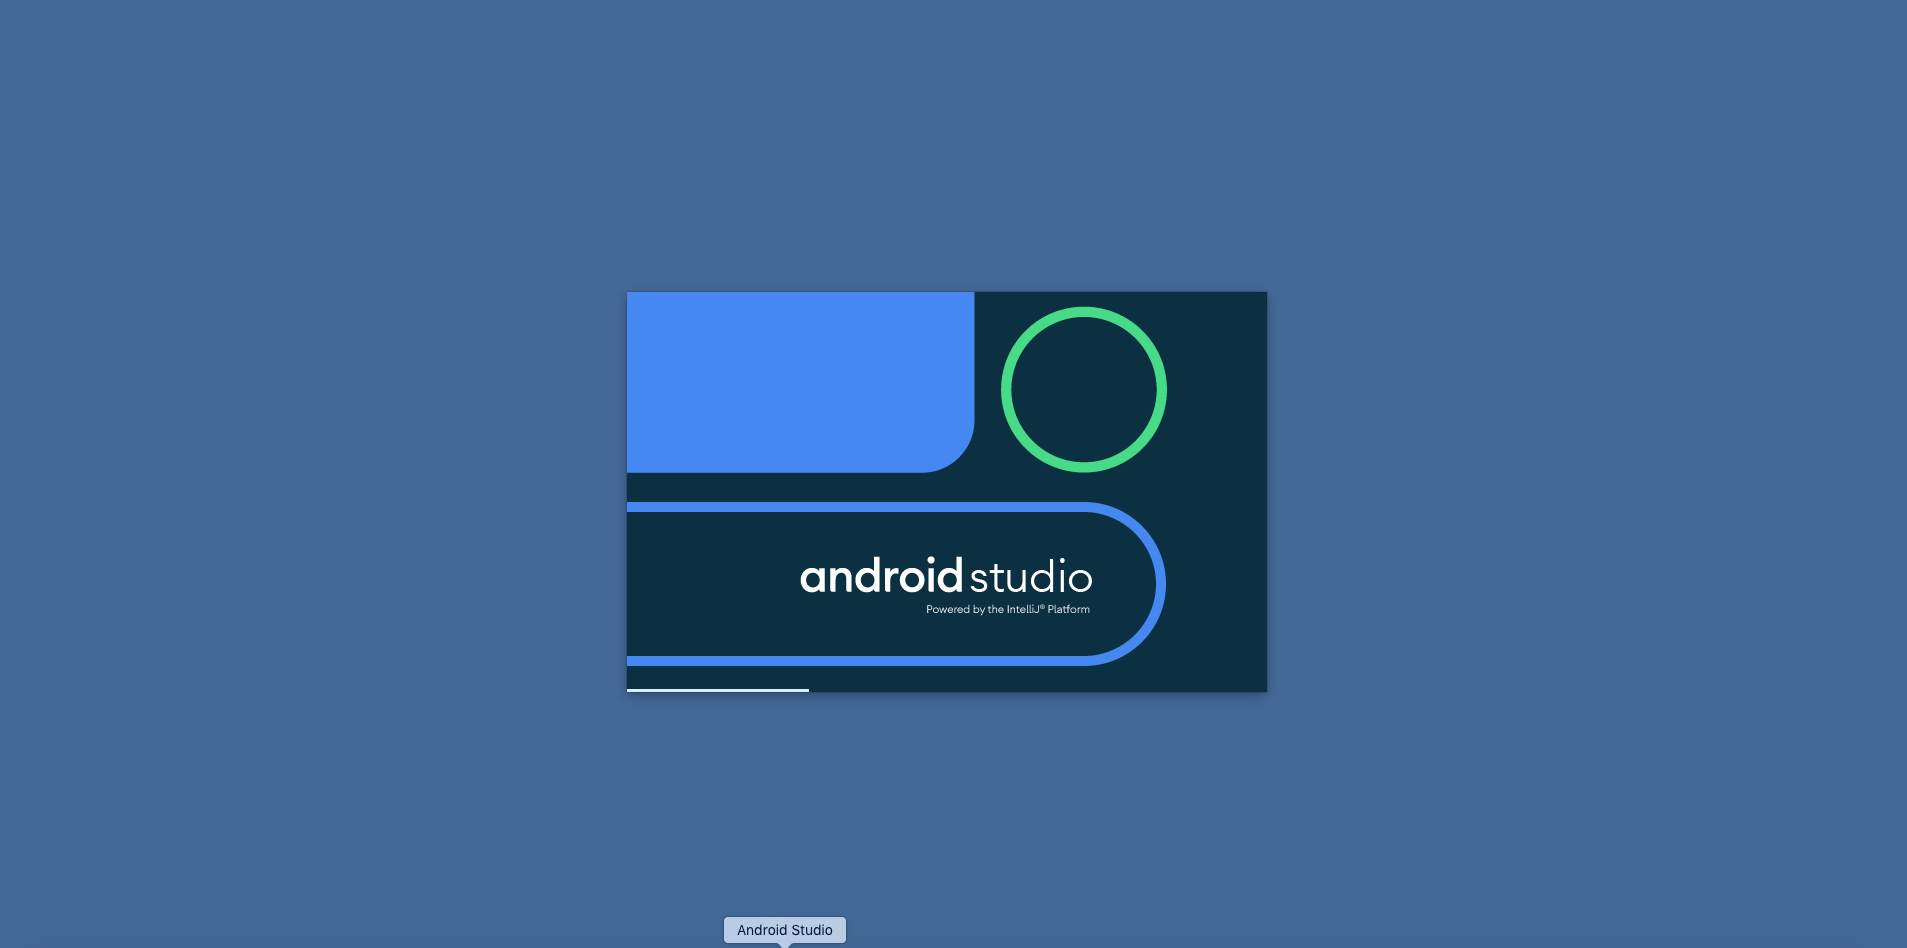 android studio
Powered by the IntelliJ® Platform
Android Studio